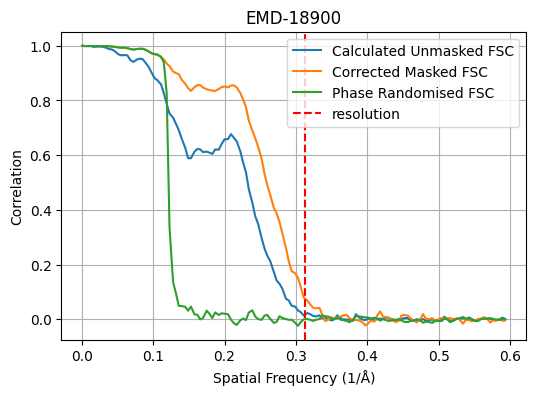 EMD-18900
1.0
0.8
0.6
0.4
0.2
0.0
Correlation
Calculated Unmasked FSC
Corrected Masked FSC
Phase Randomised FSC
resolution
0.0 0.1 0.2 0.3 0.4 0.5 0.6
Spatial Frequency (1/Å)